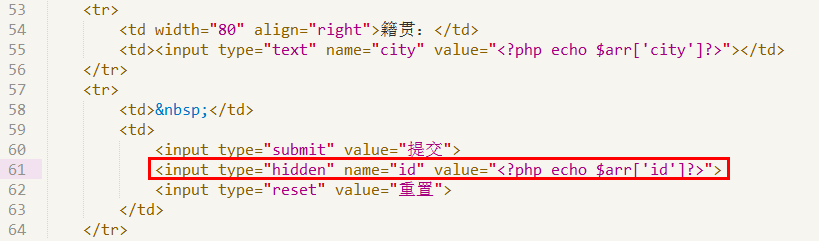 53 <tr>
54 <td width="80" align="right">籍贯：</td>
55 <td><input type="text" name="city" value="<?php echo $arr['city']?>"></td>
56 </tr>
57 <tr>
58 <td>&nbsp;</td>
59 <td>
60 <input type="submit" value="提交">
61 <input type="hidden" name="id" value="<?php echo $arr['id']?>">
62 <input type="reset" value="重置">
63 </td>
64 </tr>